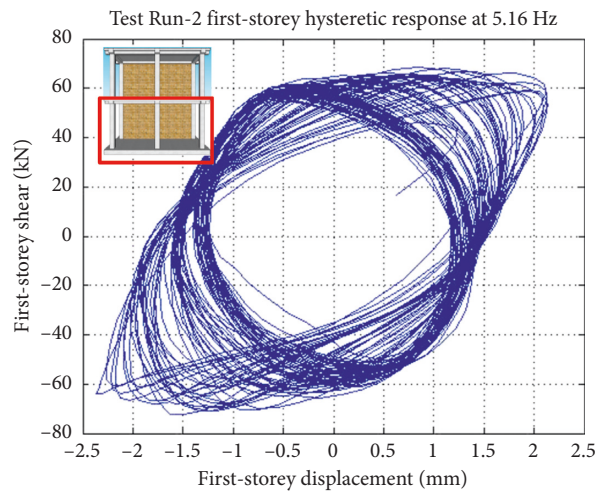 Test Run-2 first-storey hysteretic response at 5.16 Hz
80
60
40
20
0
–20
–40
–60
–80
First-storey shear (kN)
–2.5 –2 –1.5 –1 –0.5 0 0.5 1 1.5 2 2.5
First-storey displacement (mm)